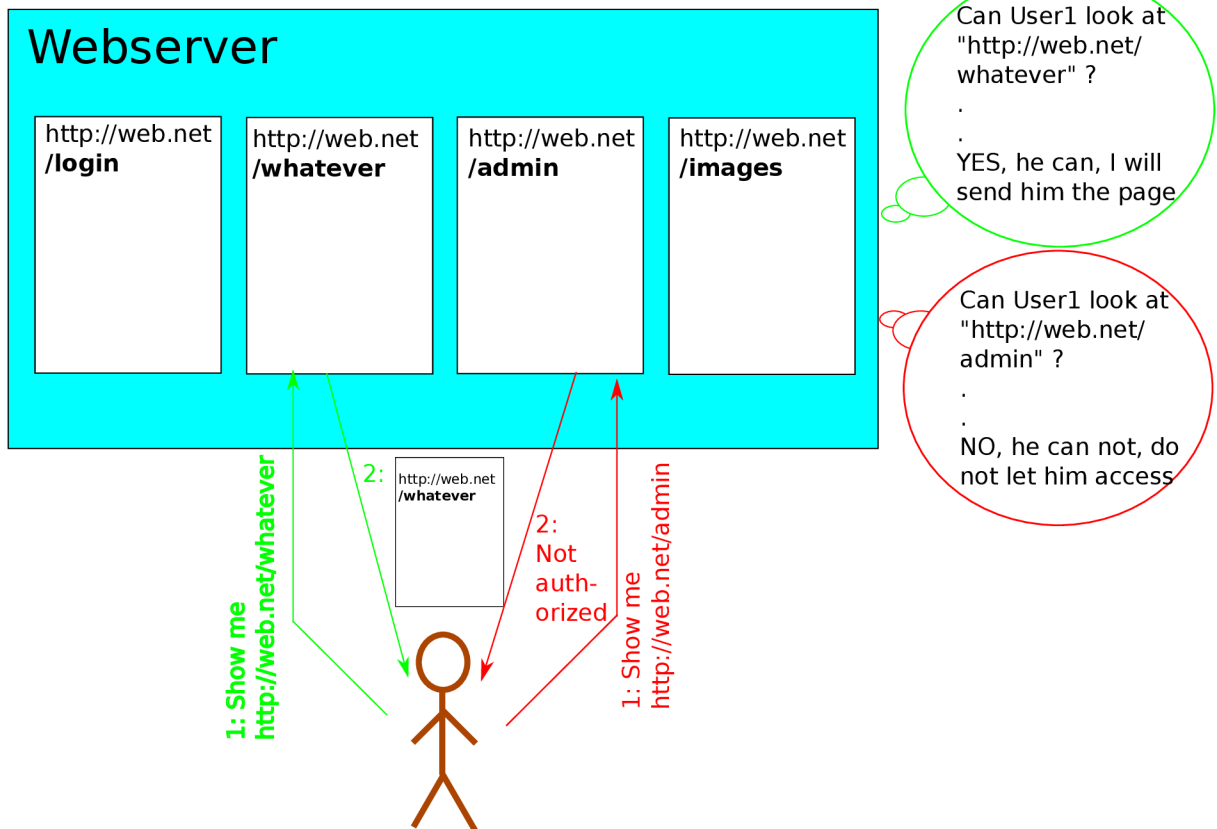 Webserver
http://web.net
/login
http://web.net
/whatever
http://web.net
/admin
http://web.net
/images
Can User1 look at
"http://web.net/
whatever" ?
.
.
YES, he can, I will
send him the page
Can User1 look at
"http://web.net/
admin" ?
.
.
NO, he can not, do
not let him access
1: Show me
http://web.net/whatever
2:
http://web.net
/whatever
2:
Not
auth-
orized
1: Show me
http://web.net/admin